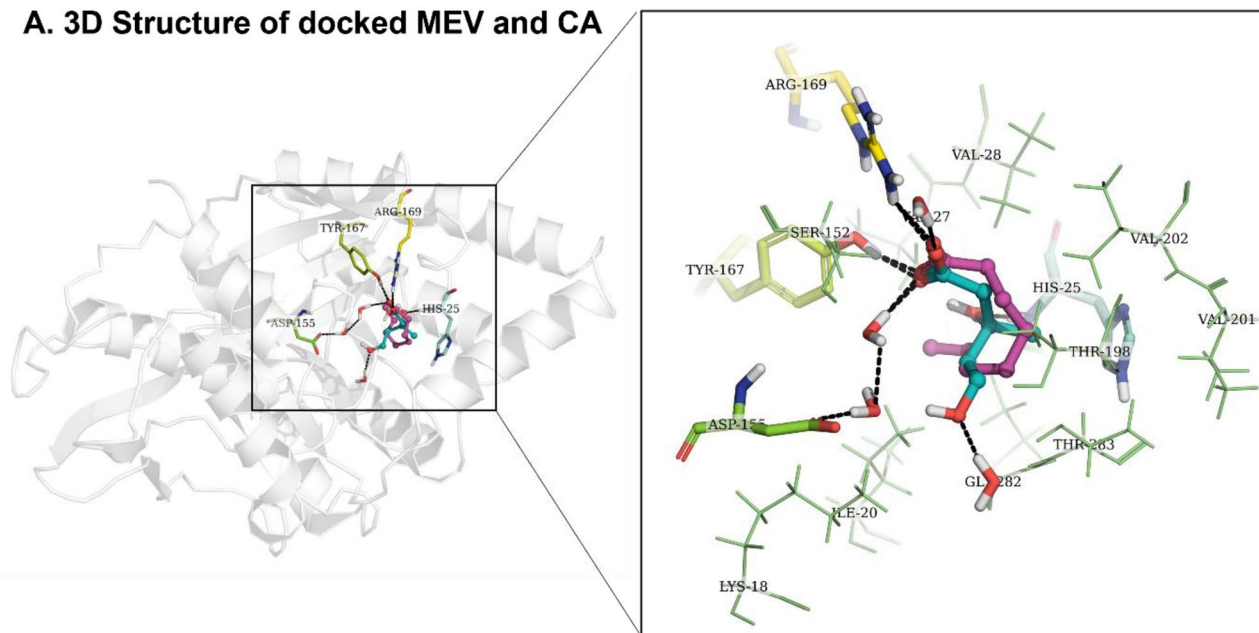 A. 3D Structure of docked MEV and CA
ARG-169
TYR-167
HIS-25
ASP-155
ARG-169
VAL-28
27
SER-152
VAL-202
TYR-167
HIS-25
VAL-201
THR-198
ASP-155
THR-283
282
ILE-20
LYS-18